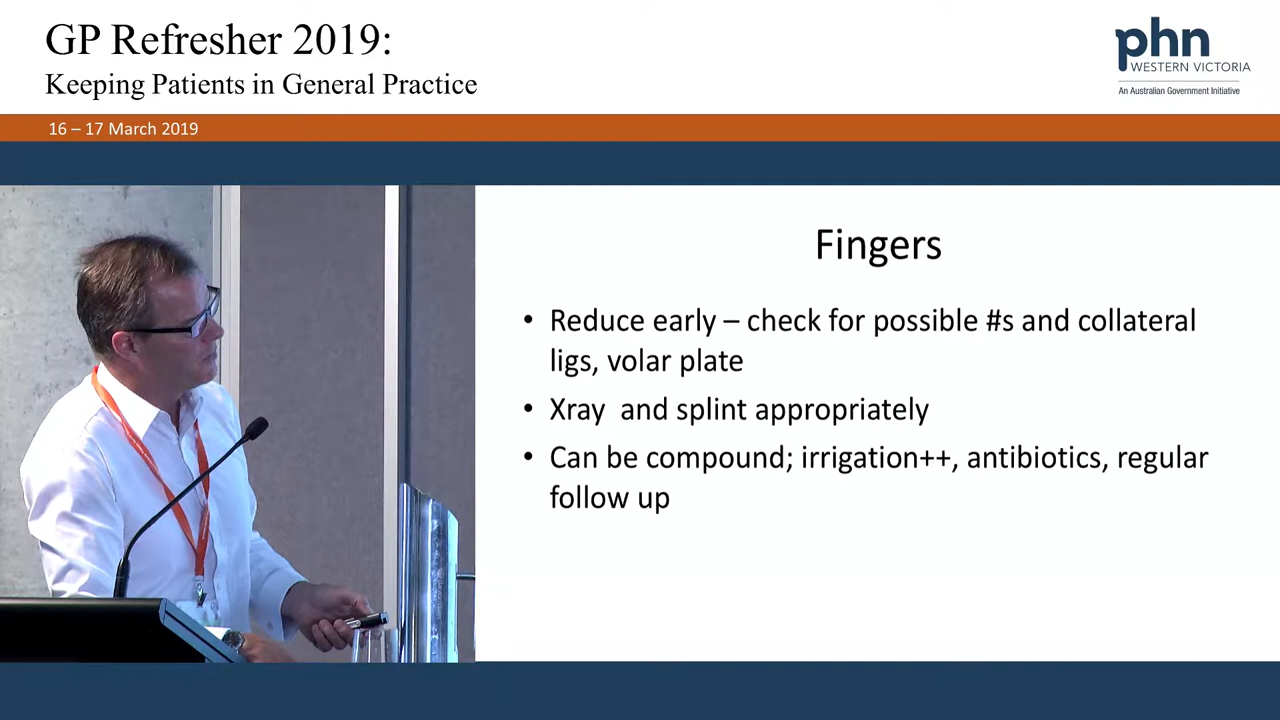 GP Refresher 2019:
Keeping Patients in General Practice
phn
WESTERN VICTORIA
An Australian Government Initiative
16 – 17 March 2019
Fingers
• Reduce early – check for possible #s and collateral
ligs, volar plate
• Xray  and splint appropriately
• Can be compound; irrigation++, antibiotics, regular
follow up